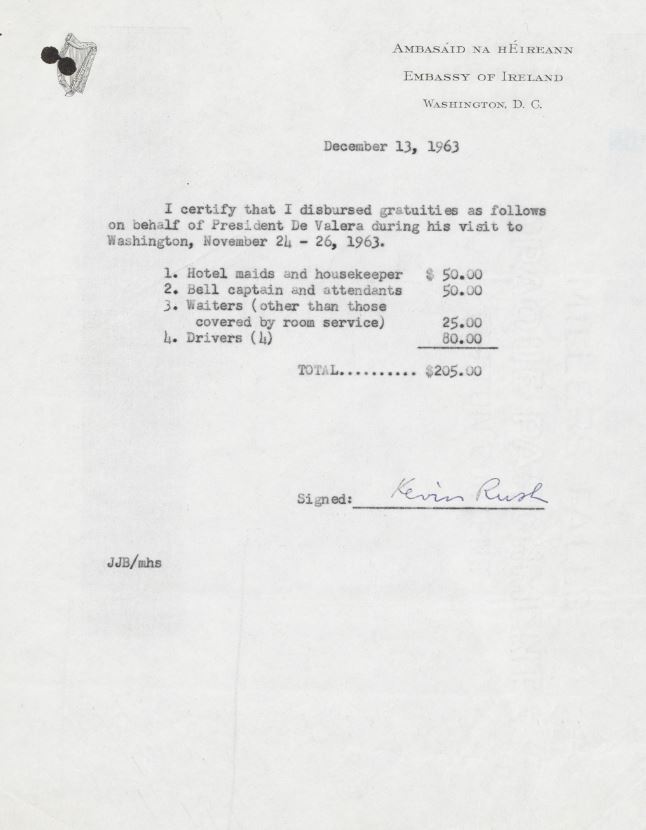 AMBASÁID NA HÉIREANN
EMBASSY OF IRELAND
WASHINGTON, D. C.
December 13, 1963
I certify that I disbursed gratuities as follows
on behalf of President De Valera during his visit to
Washington, November 24 - 26, 1963.
1. Hotel maids and housekeeper $ 50.00
2. Bell captain and attendants 50.00
3. Waiters (other than those
covered by room service) 25.00
4. Drivers (4) 80.00
TOTAL.......... $205.00
Signed: Kevin Rush
JJB/mhs